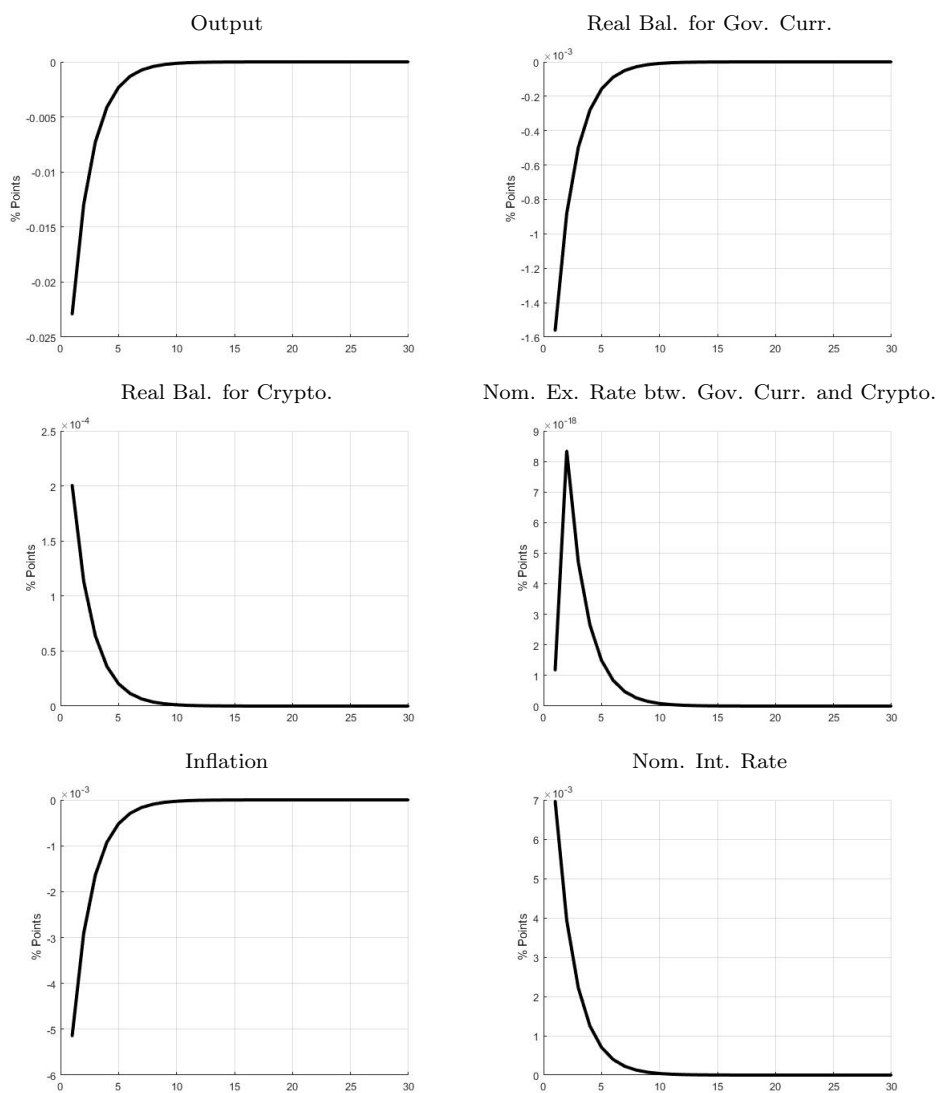 Output
% Points
0
-0.005
-0.01
-0.015
-0.02
-0.025
0 5 10 15 20 25 30
Real Bal. for Gov. Curr.
×10⁻³
% Points
0
-0.2
-0.4
-0.6
-0.8
-1
-1.2
-1.4
-1.6
0 5 10 15 20 25 30
Real Bal. for Crypto.
×10⁻⁴
% Points
2.5
2
1.5
1
0.5
0
0 5 10 15 20 25 30
Nom. Ex. Rate btw. Gov. Curr. and Crypto.
×10⁻¹⁸
% Points
9
8
7
6
5
4
3
2
1
0
0 5 10 15 20 25 30
Inflation
×10⁻³
% Points
0
-1
-2
-3
-4
-5
-6
0 5 10 15 20 25 30
Nom. Int. Rate
×10⁻³
% Points
7
6
5
4
3
2
1
0
0 5 10 15 20 25 30